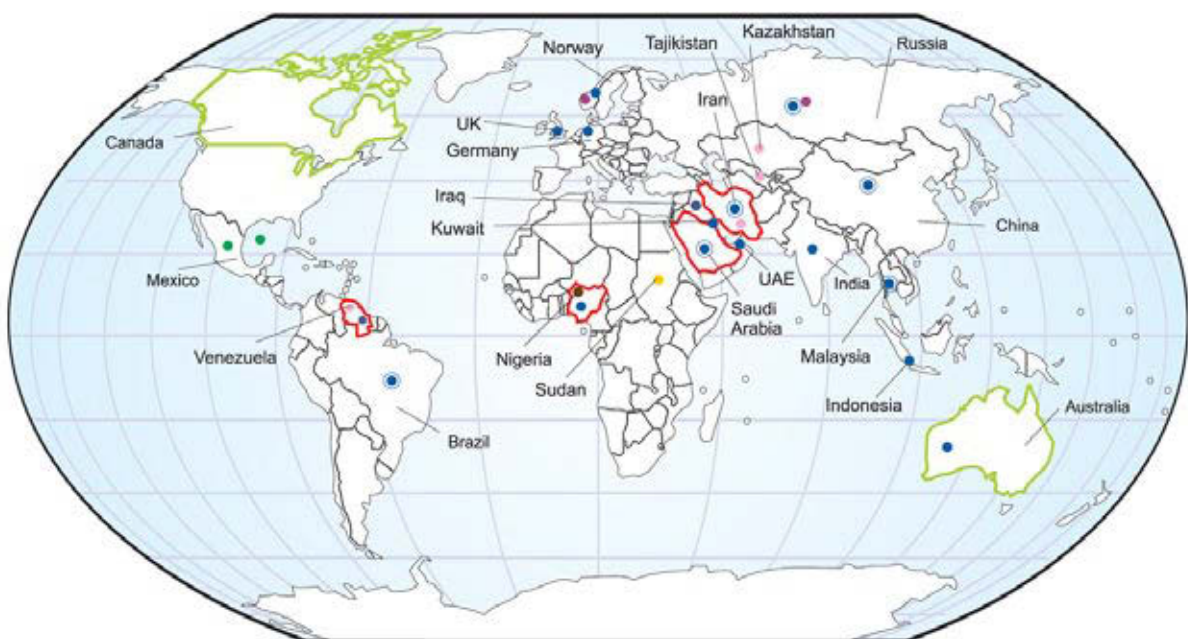 Norway
Tajikistan
Kazakhstan
Russia
Iran
Canada
UK
Germany
Iraq
Kuwait
China
Mexico
UAE
India
Saudi
Arabia
Venezuela
Nigeria
Sudan
Malaysia
Indonesia
Australia
Brazil